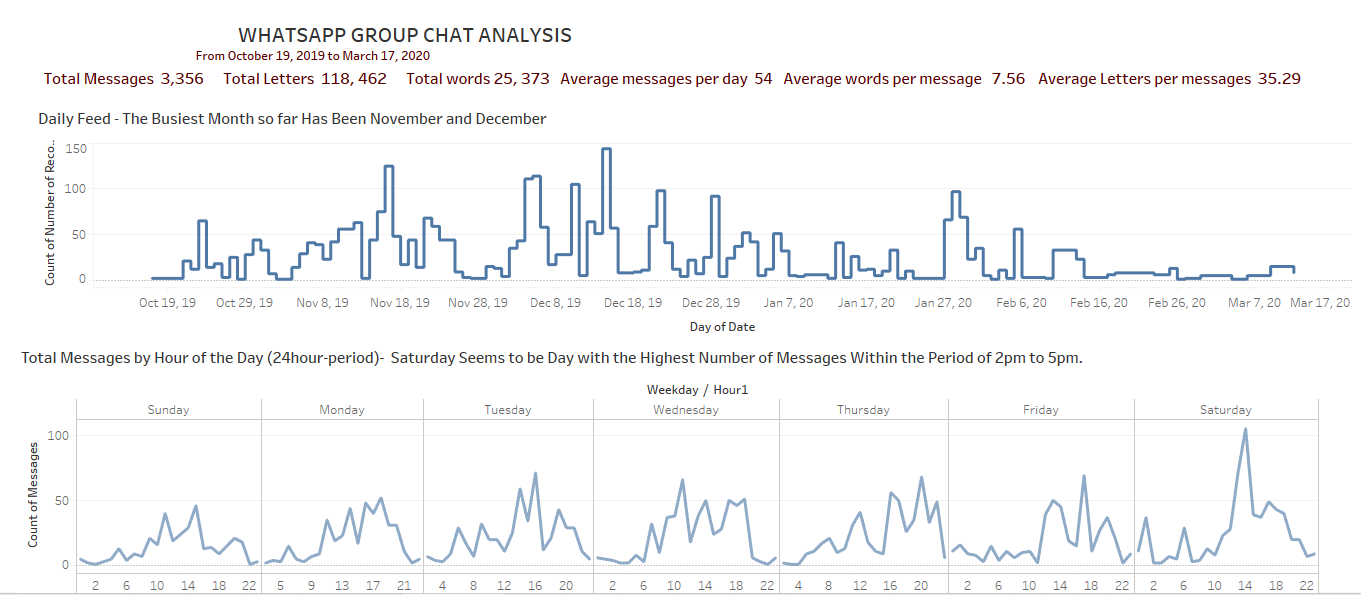 WHATSAPP GROUP CHAT ANALYSIS
From October 19, 2019 to March 17, 2020
Total Messages 3,356 Total Letters 118, 462 Total words 25, 373 Average messages per day 54 Average words per message 7.56 Average Letters per messages 35.29
Daily Feed - The Busiest Month so far Has Been November and December
Count of Number of Reco..
150
100
50
0
Oct 19, 19 Oct 29, 19 Nov 8, 19 Nov 18, 19 Nov 28, 19 Dec 8, 19 Dec 18, 19 Dec 28, 19 Jan 7, 20 Jan 17, 20 Jan 27, 20 Feb 6, 20 Feb 16, 20 Feb 26, 20 Mar 7, 20 Mar 17, 20
Day of Date
Total Messages by Hour of the Day (24hour-period)- Saturday Seems to be Day with the Highest Number of Messages Within the Period of 2pm to 5pm.
Weekday / Hour1
Sunday Monday Tuesday Wednesday Thursday Friday Saturday
Count of Messages
100
50
0
2 6 10 14 18 22 5 9 13 17 21 4 8 12 16 20 2 6 10 14 18 22 4 8 12 16 20 2 6 10 14 18 22 2 6 10 14 18 22